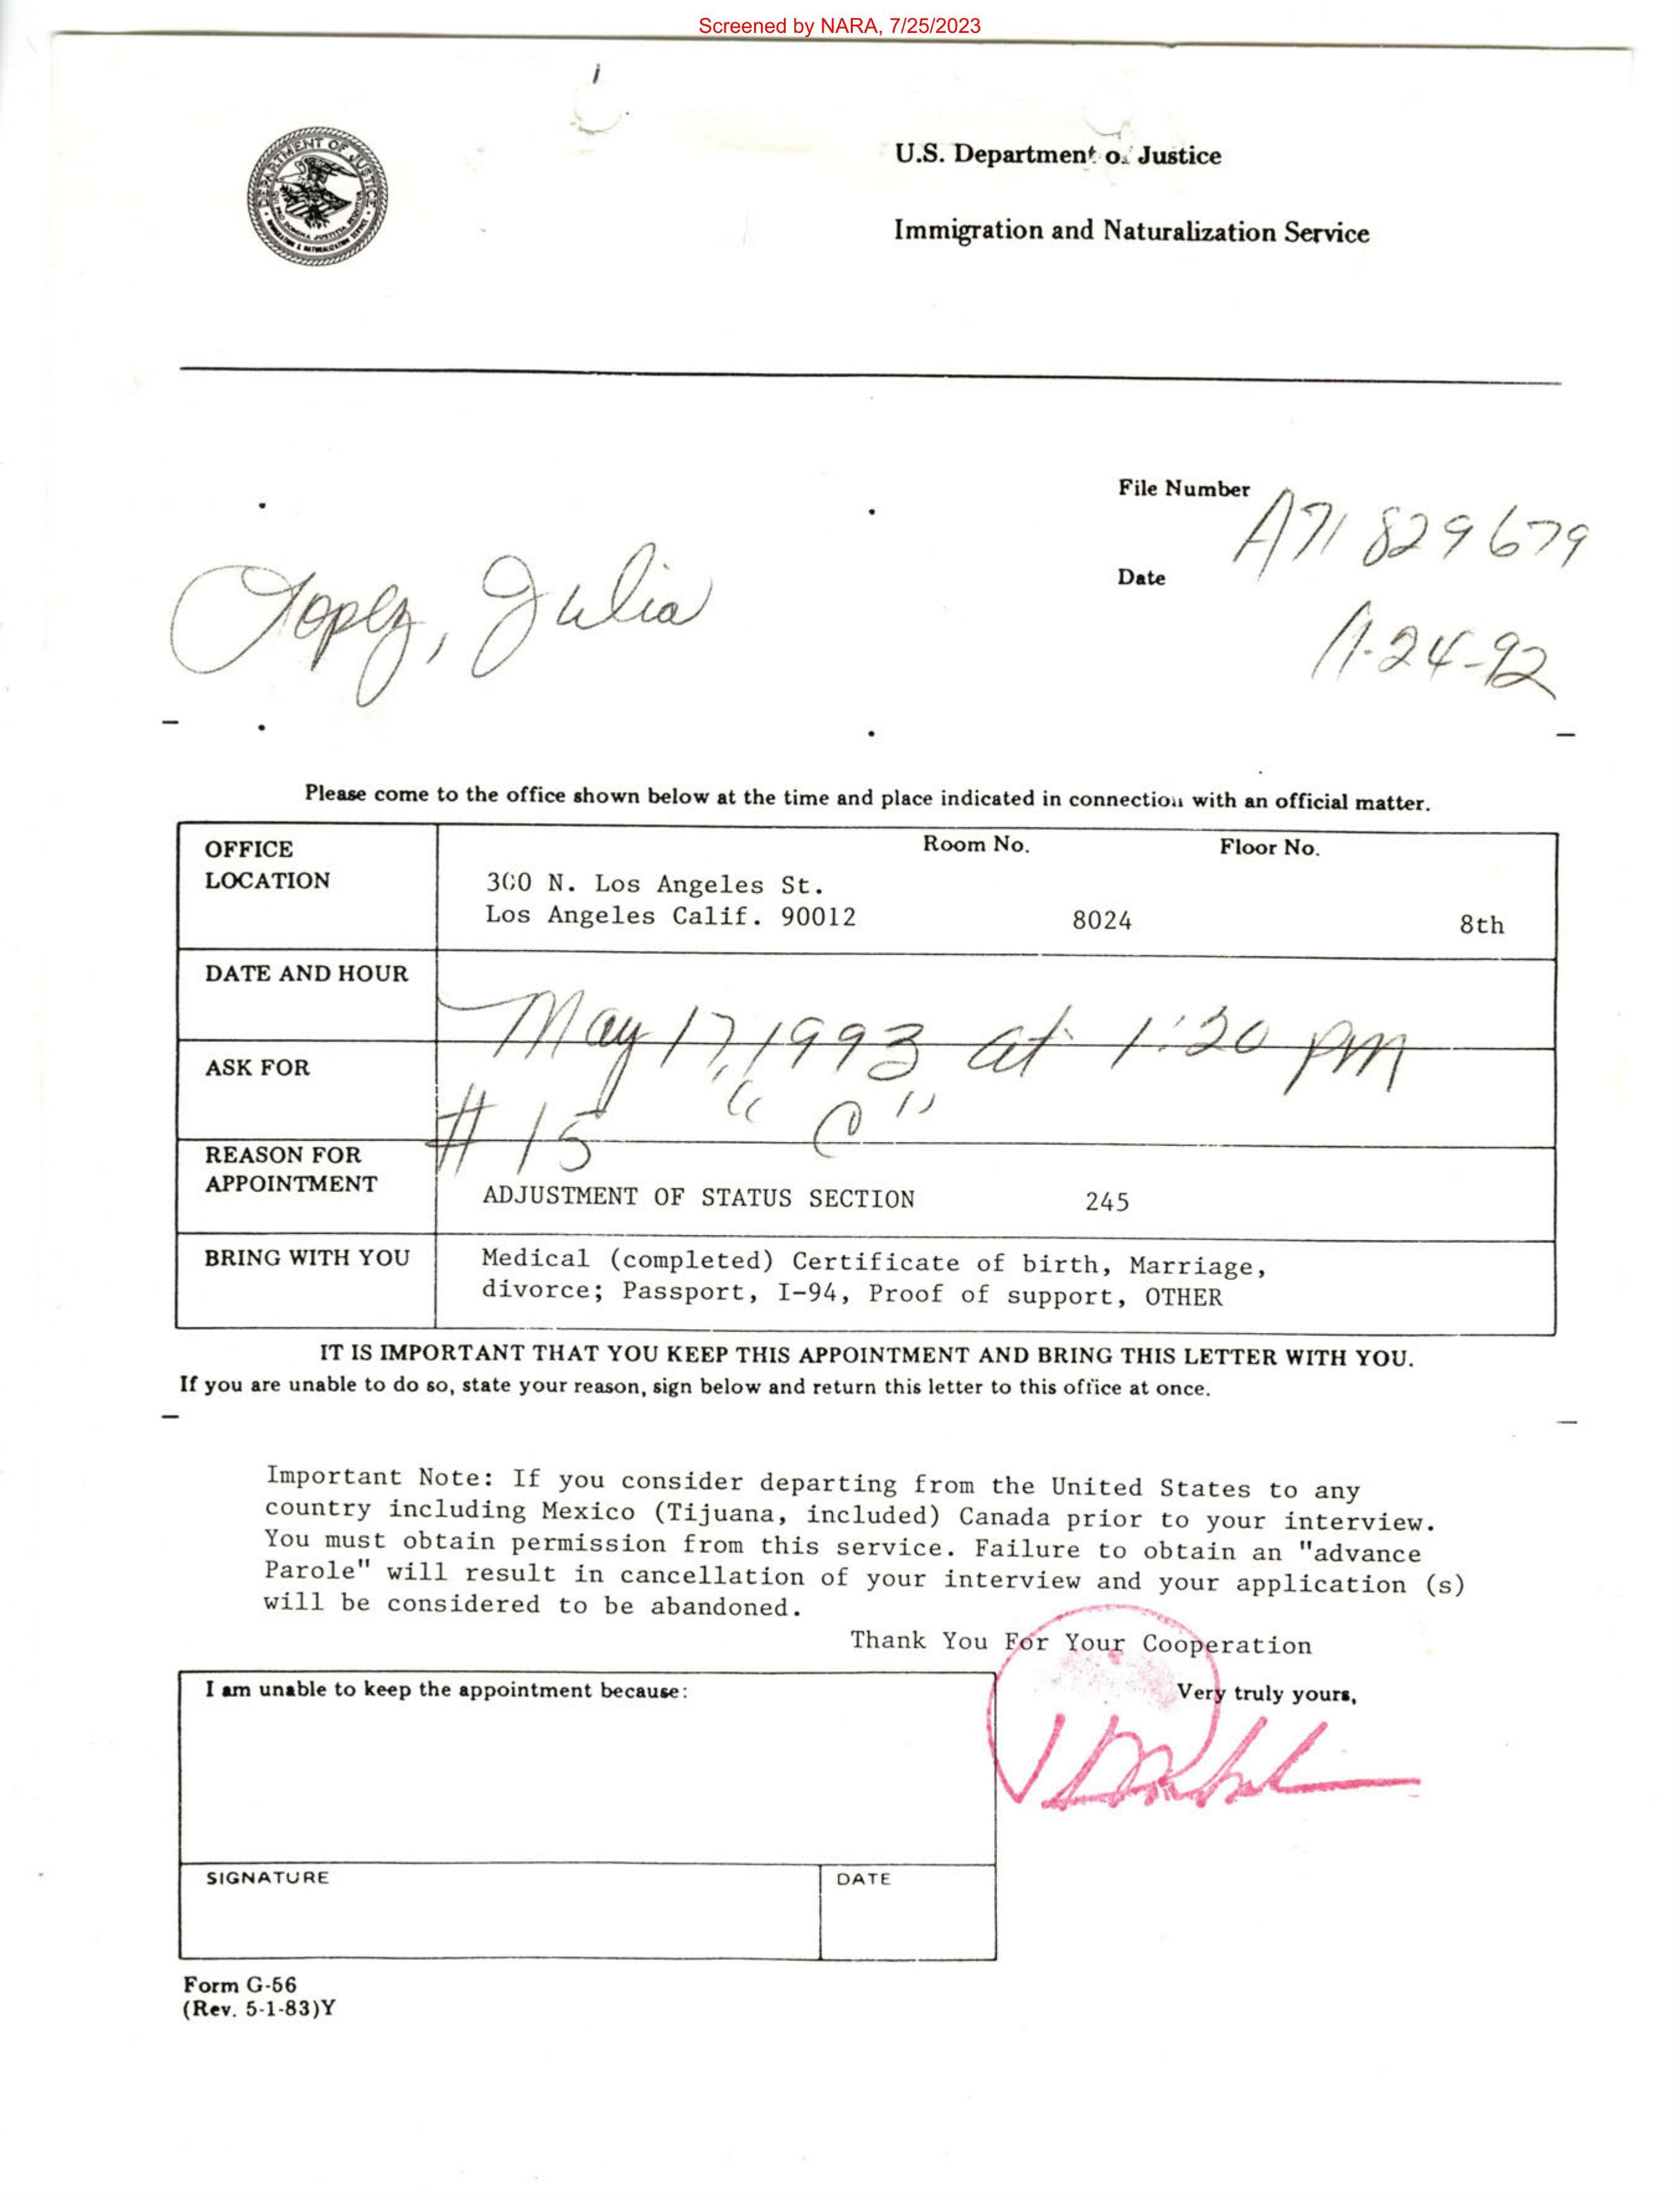 Screened by NARA, 7/25/2023
DEPARTMENT OF JUSTICE
U.S. Department of Justice
Immigration and Naturalization Service
File Number
A71 829679
Lopez, Julia
Date
11-24-92
Please come to the office shown below at the time and place indicated in connection with an official matter.
OFFICE LOCATION
Room No. Floor No.
300 N. Los Angeles St.
Los Angeles Calif. 90012 8024 8th
DATE AND HOUR
May 17, 1993 at 1:20 pm
ASK FOR
# 15 "C"
REASON FOR APPOINTMENT
ADJUSTMENT OF STATUS SECTION 245
BRING WITH YOU
Medical (completed) Certificate of birth, Marriage,
divorce; Passport, I-94, Proof of support, OTHER
IT IS IMPORTANT THAT YOU KEEP THIS APPOINTMENT AND BRING THIS LETTER WITH YOU.
If you are unable to do so, state your reason, sign below and return this letter to this office at once.
Important Note: If you consider departing from the United States to any
country including Mexico (Tijuana, included) Canada prior to your interview.
You must obtain permission from this service. Failure to obtain an "advance
Parole" will result in cancellation of your interview and your application (s)
will be considered to be abandoned.
Thank You For Your Cooperation
I am unable to keep the appointment because:
Very truly yours,
SIGNATURE
DATE
Form G-56
(Rev. 5-1-83)Y